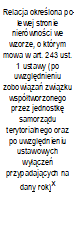 Relacja określona po-
lewej stronie
nierówności we
wzorze, o którym
mowa w art. 243 ust.
1 ustawy (po
uwzględnieniu
zobowiązań związku
współtworzonego
przez jednostkę
samorządu
terytorialnego oraz
po uwzględnieniu
ustawowych
wyłączeń
przypadających na
dany rok)x